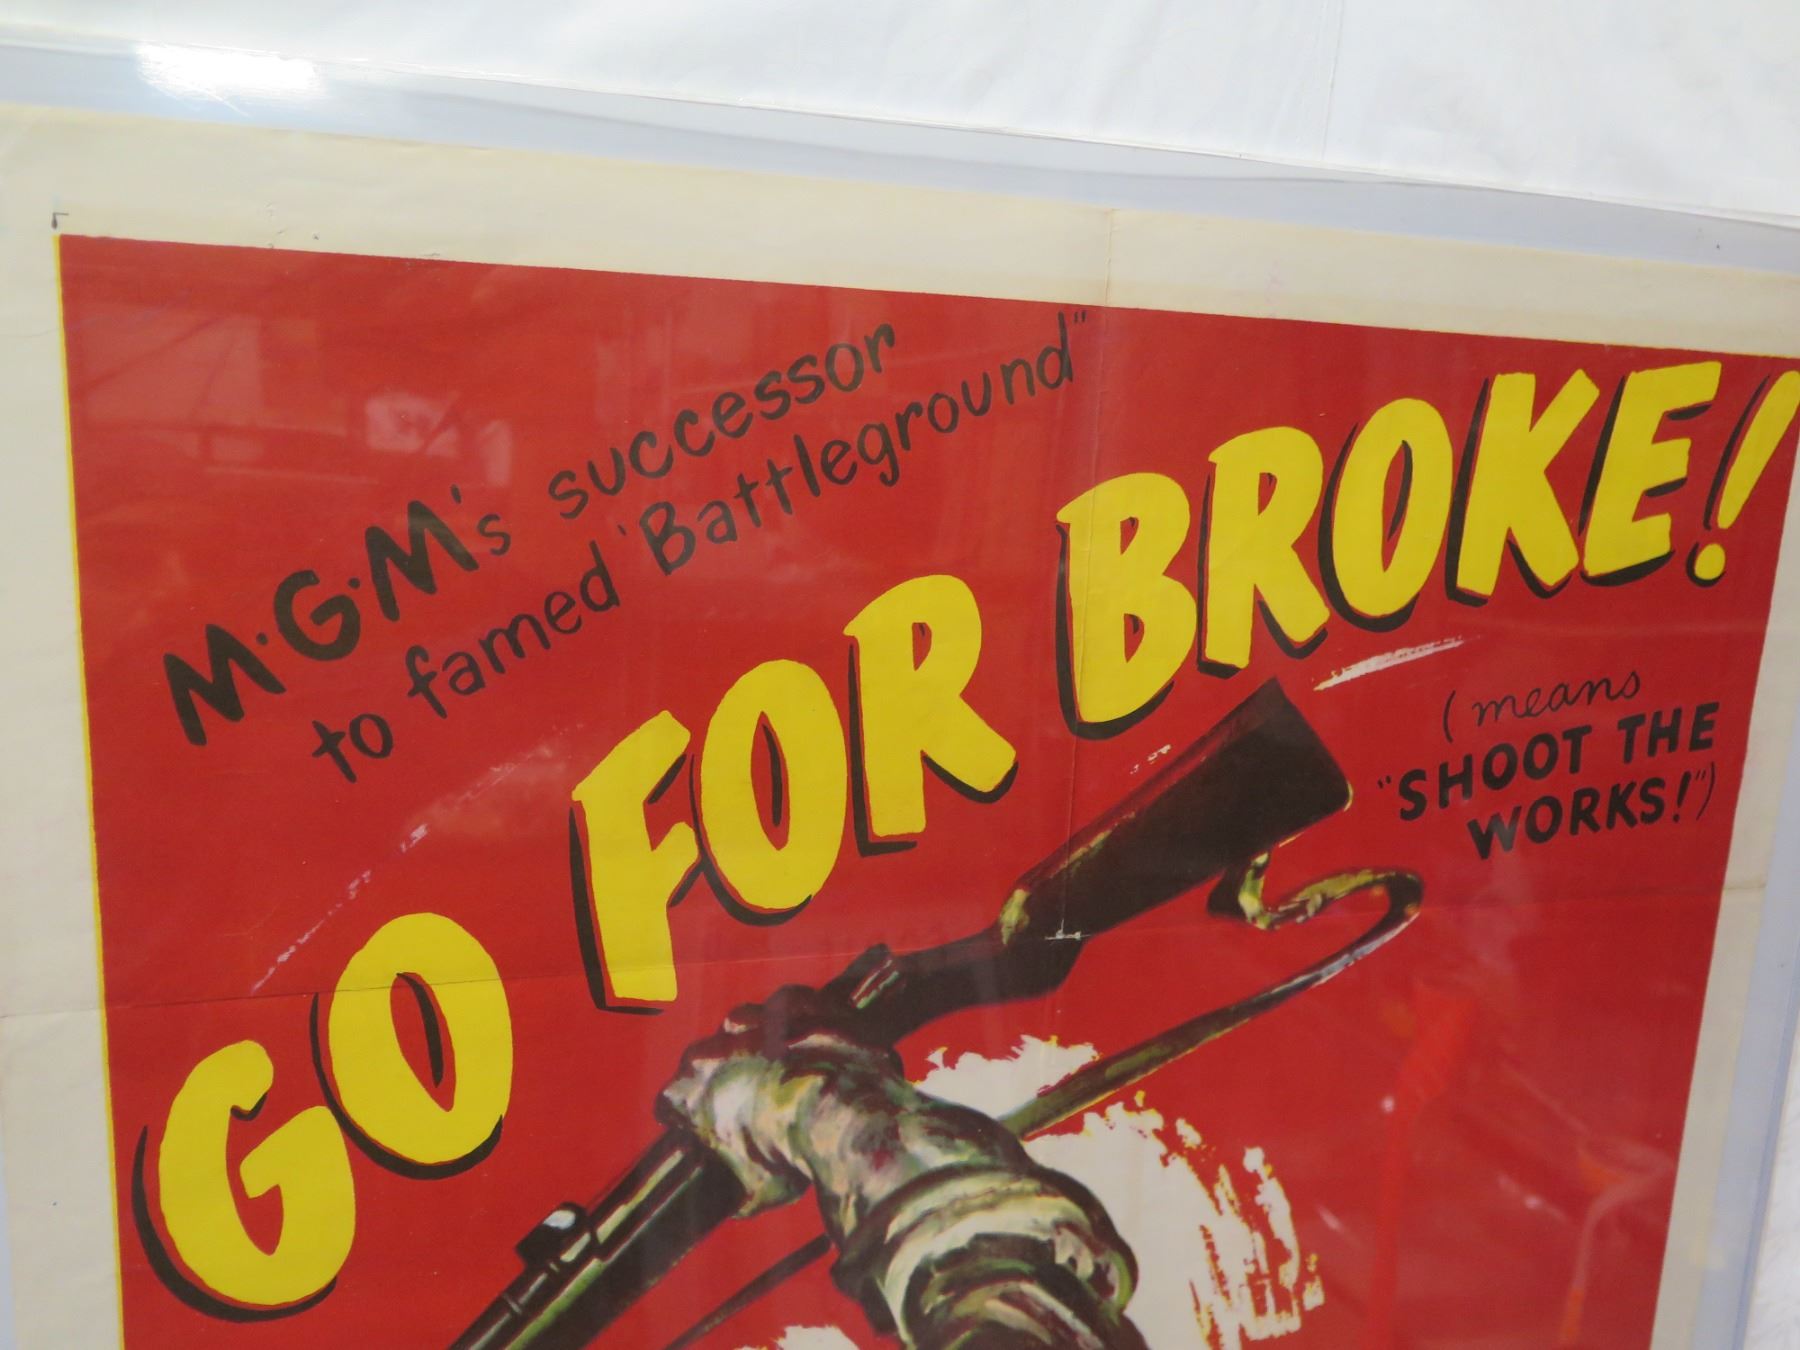 M·G·M's successor
to famed 'Battleground"
GO FOR BROKE!
(means
"SHOOT THE
WORKS!")